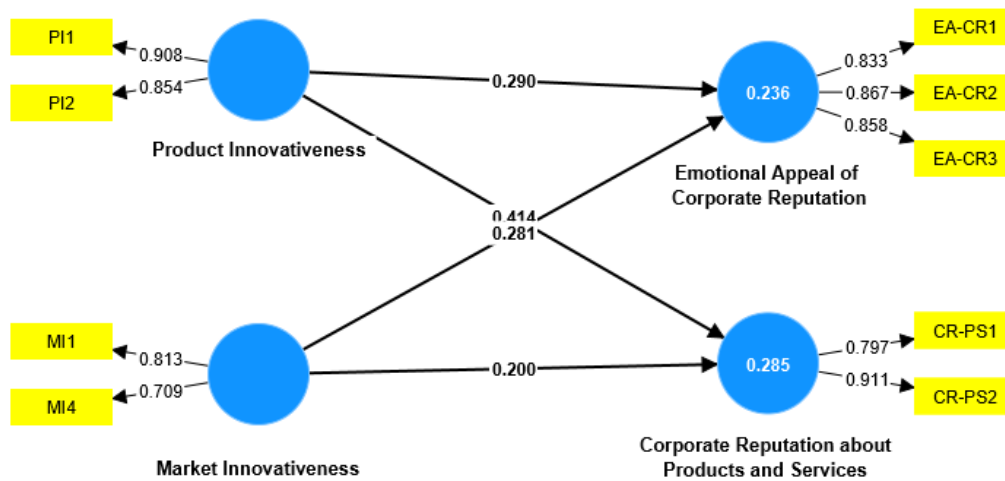 PI1
0.908
PI2
0.854
Product Innovativeness
0.290
0.236
EA-CR1
0.833
EA-CR2
0.867
EA-CR3
0.858
Emotional Appeal of
Corporate Reputation
0.414
0.281
MI1
0.813
MI4
0.709
Market Innovativeness
0.200
0.285
CR-PS1
0.797
CR-PS2
0.911
Corporate Reputation about
Products and Services